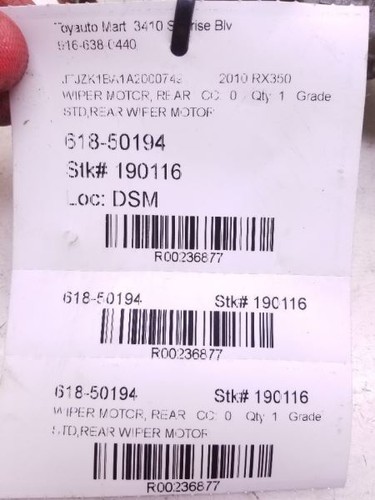 Toyauto Mart 3410 Sunrise Blv
916-638-0440
2010 RX350
WIPER MOTOR, REAR CC: 0 Qty 1 Grade
STD,REAR WIPER MOTOR
618-50194
Stk# 190116
Loc: DSM
R00236877
618-50194 Stk# 190116
R00236877
618-50194 Stk# 190116
WIPER MOTOR, REAR CC: 0 Qty 1 Grade
STD,REAR WIPER MOTOR
R00236877